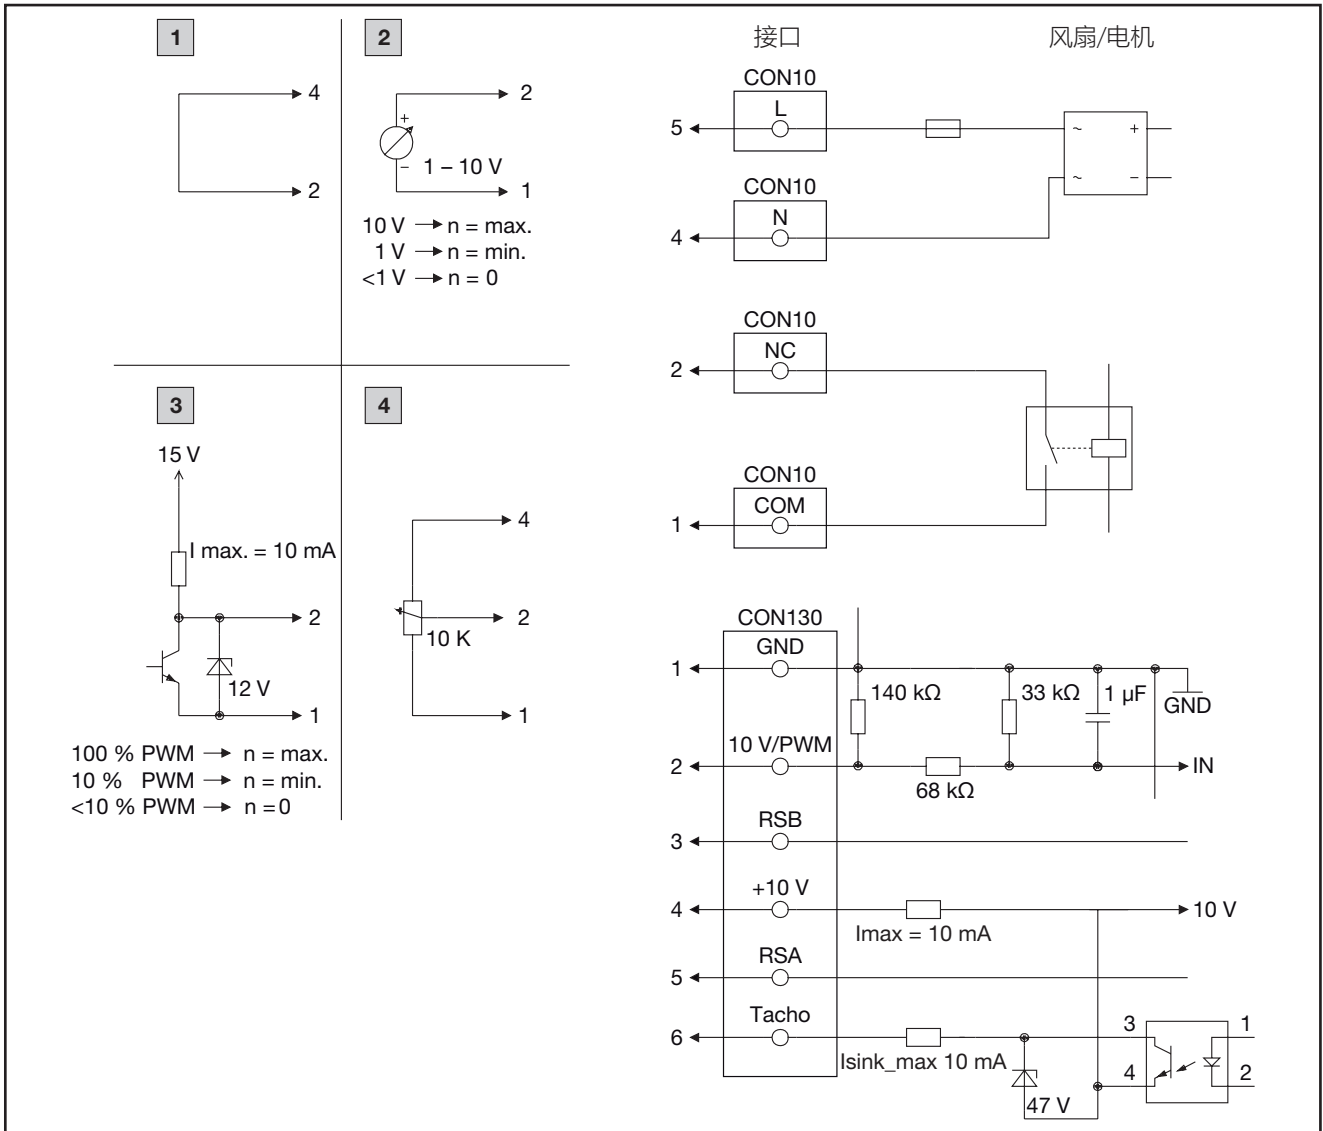 1
4
2
2
+
−
1 – 10 V
2
1
10 V → n = max.
1 V → n = min.
<1 V → n = 0
3
15 V
I max. = 10 mA
2
12 V
1
100 % PWM → n = max.
10 % PWM → n = min.
<10 % PWM → n = 0
4
4
2
10 K
1
接口
风扇/电机
CON10
L
5
~ +
CON10
N
4
~ −
CON10
NC
2
CON10
COM
1
CON130
GND
1
140 kΩ
33 kΩ
1 µF
GND
10 V/PWM
2
68 kΩ
IN
RSB
3
+10 V
4
Imax = 10 mA
10 V
RSA
5
Tacho
6
Isink_max 10 mA
47 V
3
4
1
2